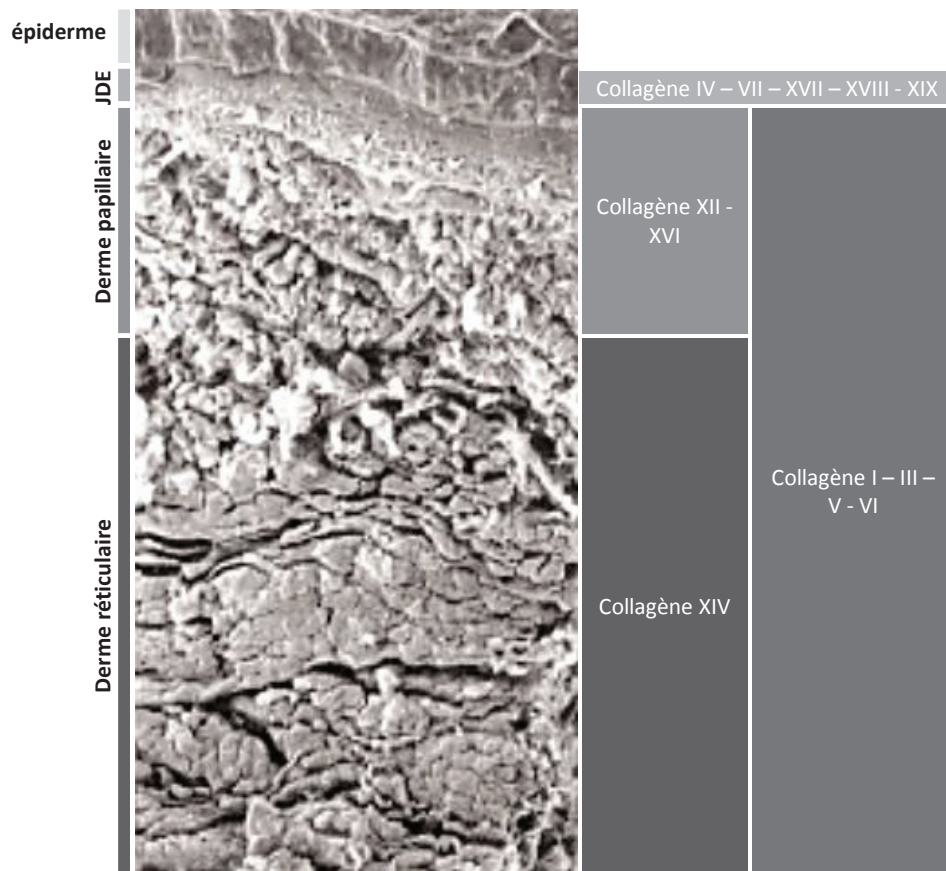 épiderme
JDE
Collagène IV – VII – XVII – XVIII - XIX
Derme papillaire
Collagène XII -
XVI
Collagène I – III –
V - VI
Derme réticulaire
Collagène XIV